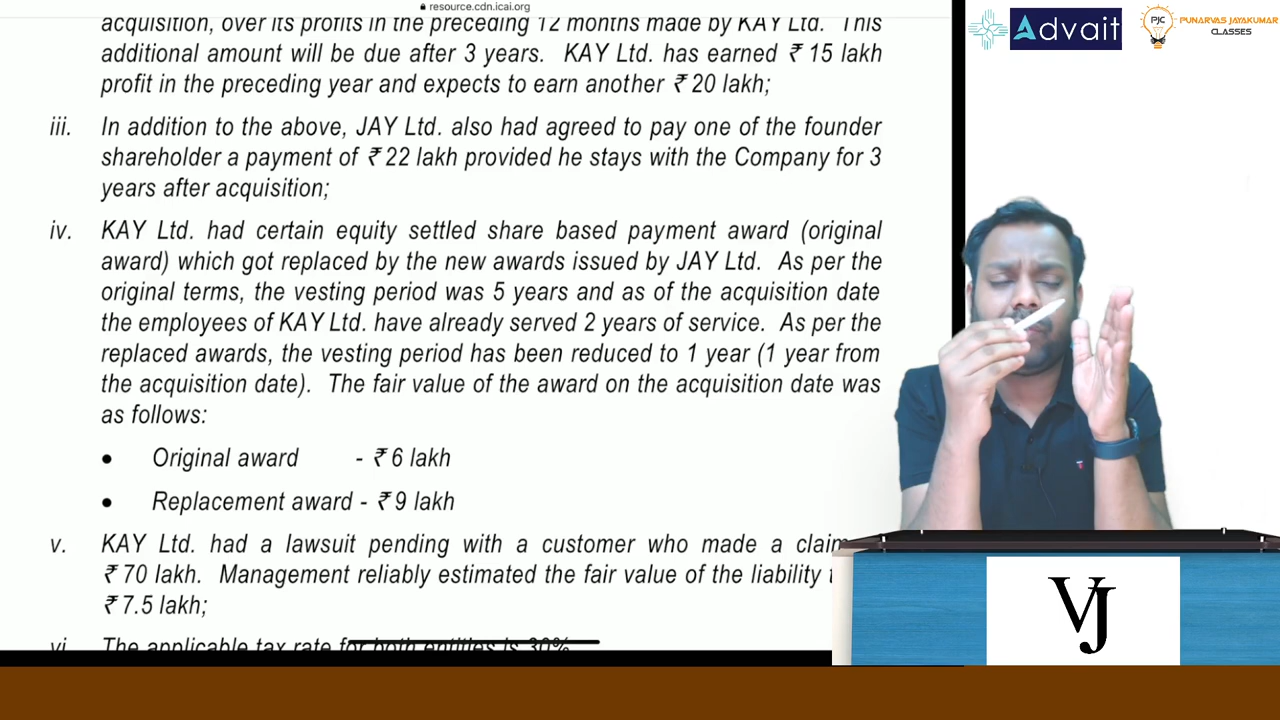 resource.cdn.icai.org
acquisition, over its profits in the preceding 12 months made by KAY Ltd. This
additional amount will be due after 3 years. KAY Ltd. has earned ₹ 15 lakh
profit in the preceding year and expects to earn another ₹ 20 lakh;
iii. In addition to the above, JAY Ltd. also had agreed to pay one of the founder
shareholder a payment of ₹ 22 lakh provided he stays with the Company for 3
years after acquisition;
iv. KAY Ltd. had certain equity settled share based payment award (original
award) which got replaced by the new awards issued by JAY Ltd. As per the
original terms, the vesting period was 5 years and as of the acquisition date
the employees of KAY Ltd. have already served 2 years of service. As per the
replaced awards, the vesting period has been reduced to 1 year (1 year from
the acquisition date). The fair value of the award on the acquisition date was
as follows:
• Original award - ₹ 6 lakh
• Replacement award - ₹ 9 lakh
v. KAY Ltd. had a lawsuit pending with a customer who made a claim
₹ 70 lakh. Management reliably estimated the fair value of the liability
₹ 7.5 lakh;
vi. The applicable tax rate for both entities is 30%
Advait
PJC
PUNARVAS JAYAKUMAR
CLASSES
VJ